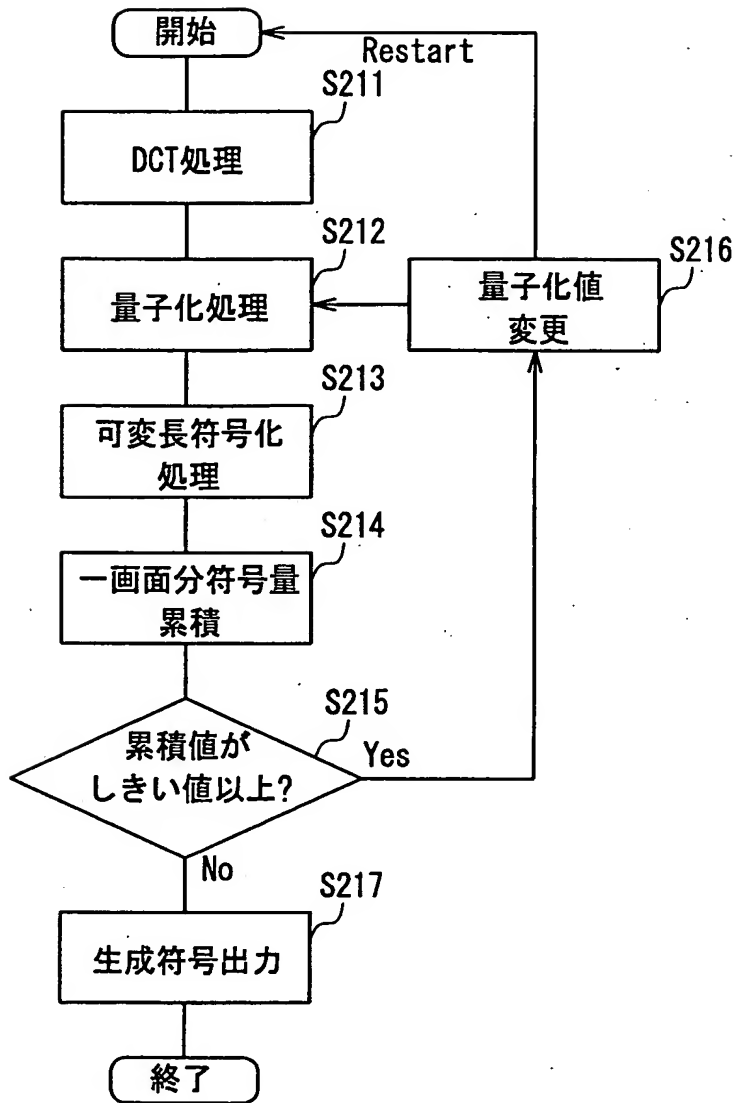 開始
Restart
S211
DCT処理
S212
量子化処理
S216
量子化値
変更
S213
可変長符号化
処理
S214
一画面分符号量
累積
S215
累積値が
しきい値以上?
Yes
No
S217
生成符号出力
終了